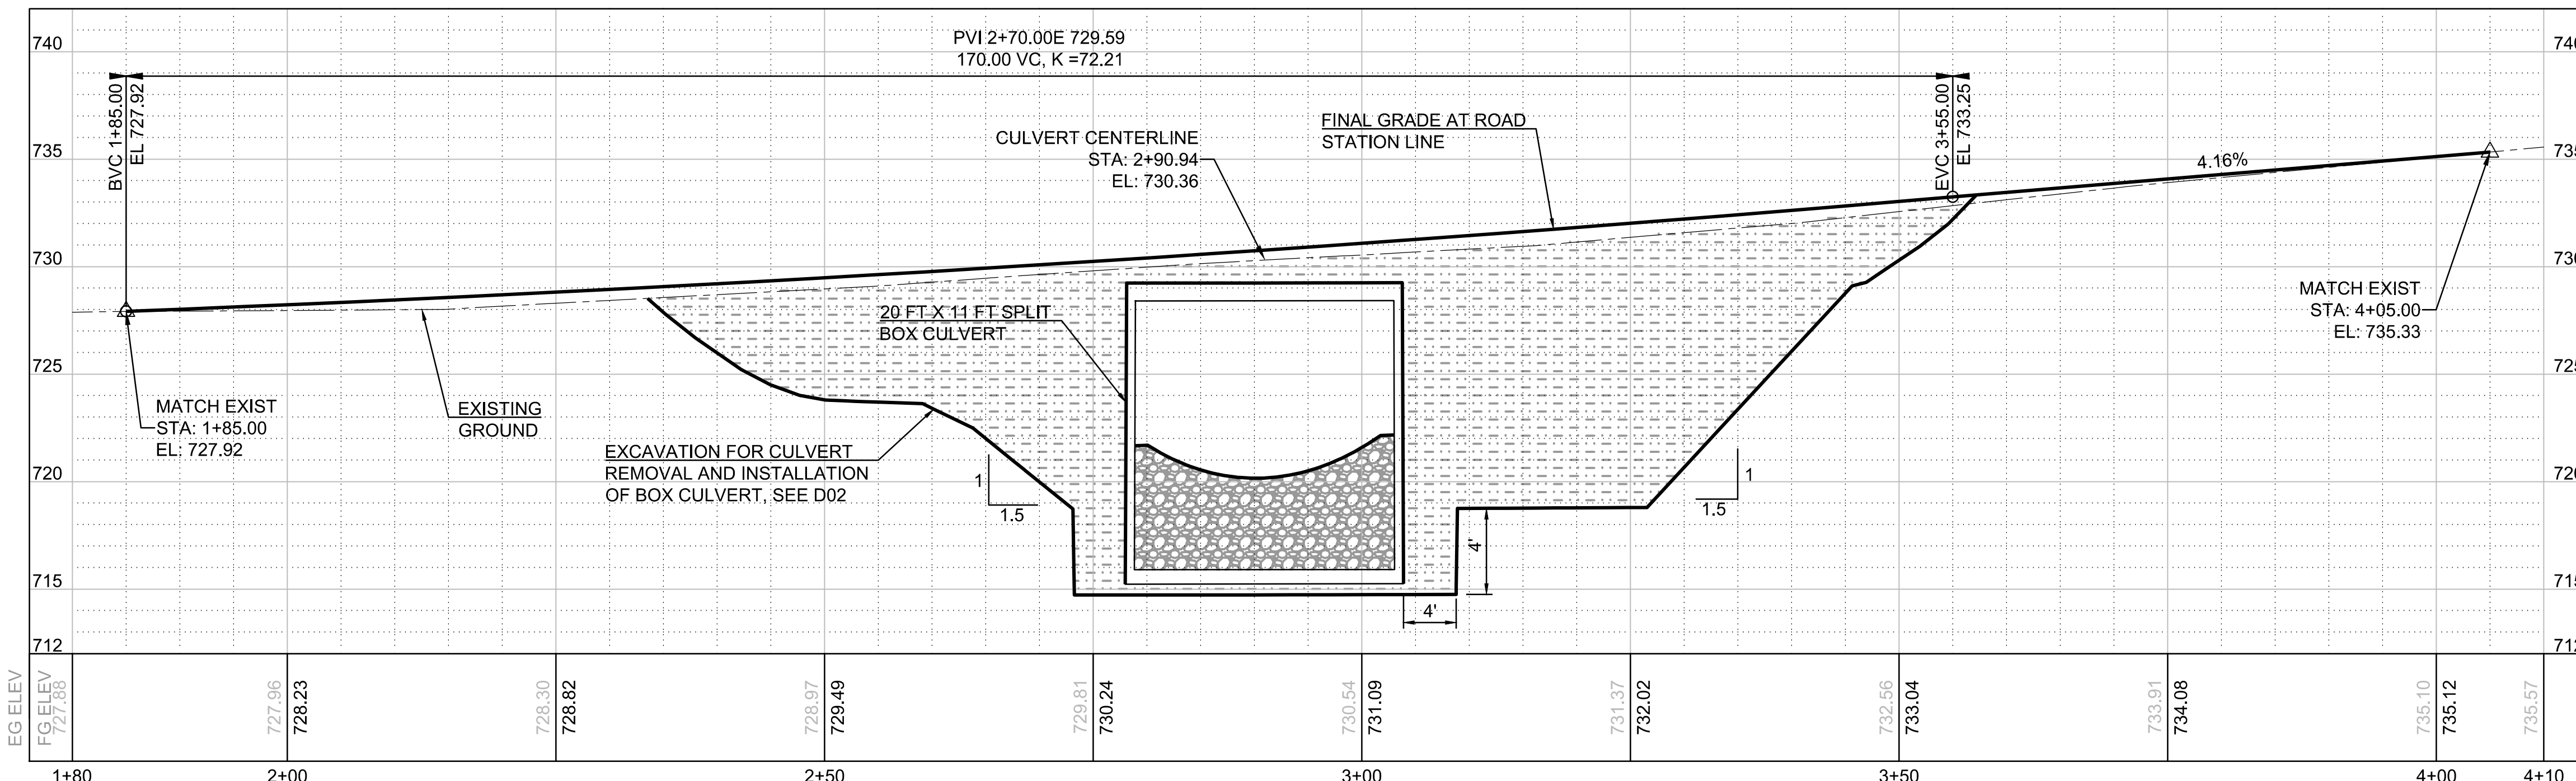 PVI 2+70.00E 729.59
170.00 VC, K =72.21
740
740
BVC 1+85.00
EL 727.92
CULVERT CENTERLINE
STA: 2+90.94
EL: 730.36
FINAL GRADE AT ROAD
STATION LINE
EVC 3+55.00
EL 733.25
4.16%
735
735
730
730
20 FT X 11 FT SPLIT
BOX CULVERT
MATCH EXIST
STA: 4+05.00
EL: 735.33
725
725
MATCH EXIST
STA: 1+85.00
EL: 727.92
EXISTING
GROUND
EXCAVATION FOR CULVERT
REMOVAL AND INSTALLATION
OF BOX CULVERT, SEE D02
1
1.5
1
1.5
720
720
4'
4'
715
715
712
712
EG ELEV
FG ELEV
727.88
727.96
728.23
728.30
728.82
728.97
729.49
729.81
730.24
730.54
731.09
731.37
732.02
732.56
733.04
733.91
734.08
735.10
735.12
735.57
1+80
2+00
2+50
3+00
3+50
4+00
4+10